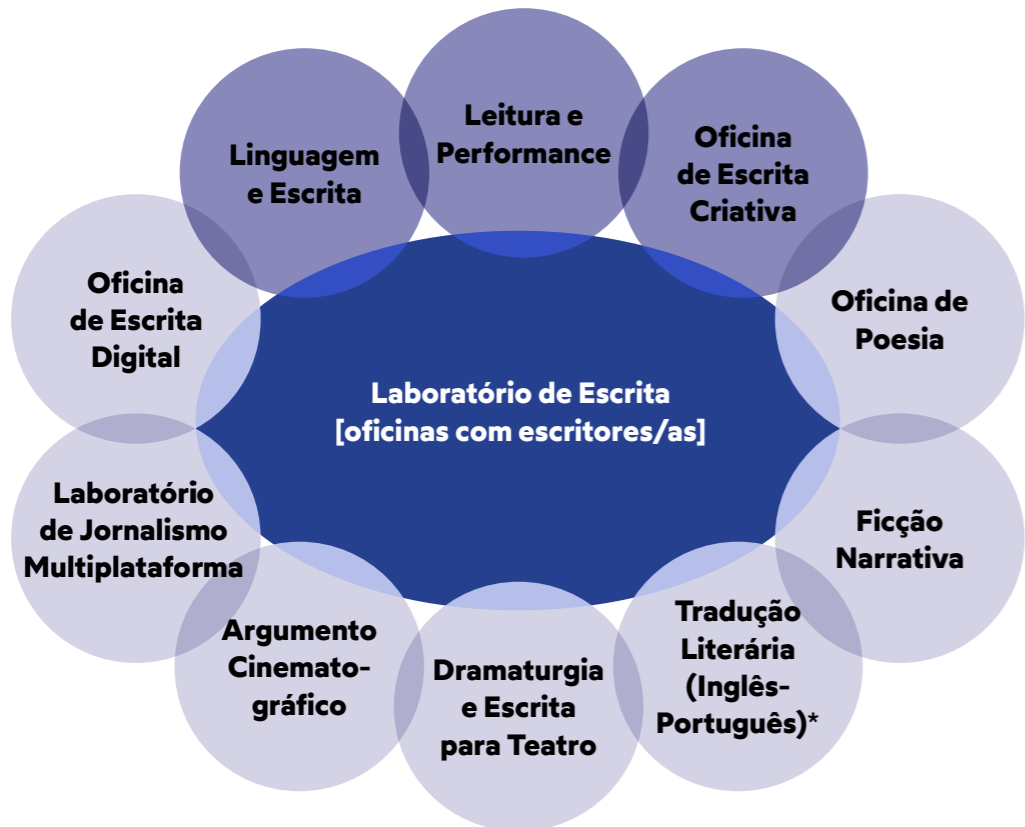 Leitura e
Performance
Linguagem
e Escrita
Oficina
de Escrita
Criativa
Oficina
de Escrita
Digital
Oficina de
Poesia
Laboratório de Escrita
[oficinas com escritores/as]
Laboratório
de Jornalismo
Multiplataforma
Ficção
Narrativa
Argumento
Cinemato-
gráfico
Dramaturgia
e Escrita
para Teatro
Tradução
Literária
(Inglês-
Português)*